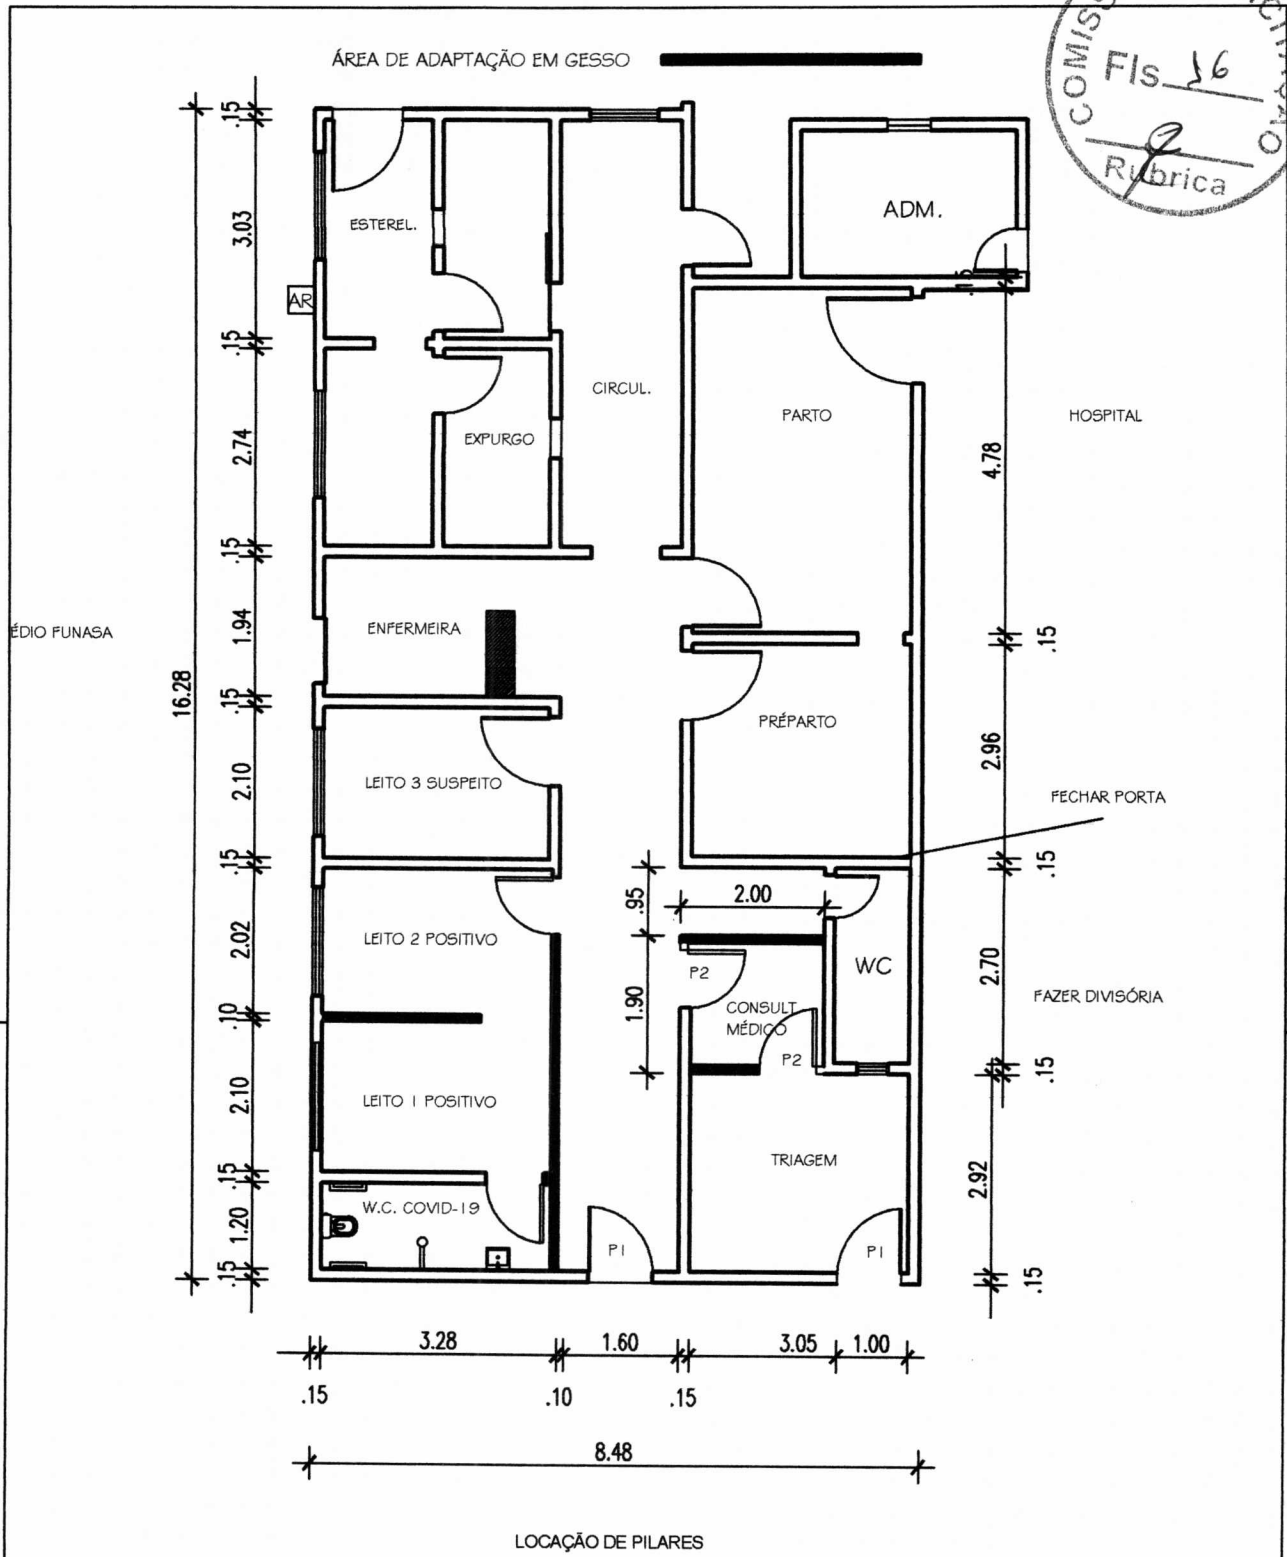 ÁREA DE ADAPTAÇÃO EM GESSO
COMISS
Fls 16
Rubrica
ADM.
ESTEREL.
AR
.15
3.03
.15
2.74
.15
1.94
.15
2.10
.15
2.02
.10
2.10
.15
1.20
.15
16.28
CIRCUL.
PARTO
HOSPITAL
EXPURGO
4.78
ÉDIO FUNASA
ENFERMEIRA
.15
PRÉPARTO
2.96
LEITO 3 SUSPEITO
FECHAR PORTA
.15
.95
2.00
LEITO 2 POSITIVO
WC
2.70
P2
1.90
CONSULT
MÉDICO
FAZER DIVISÓRIA
P2
.15
LEITO 1 POSITIVO
TRIAGEM
2.92
W.C. COVID-19
P1
P1
.15
3.28
1.60
3.05
1.00
.15
.10
.15
8.48
LOCAÇÃO DE PILARES